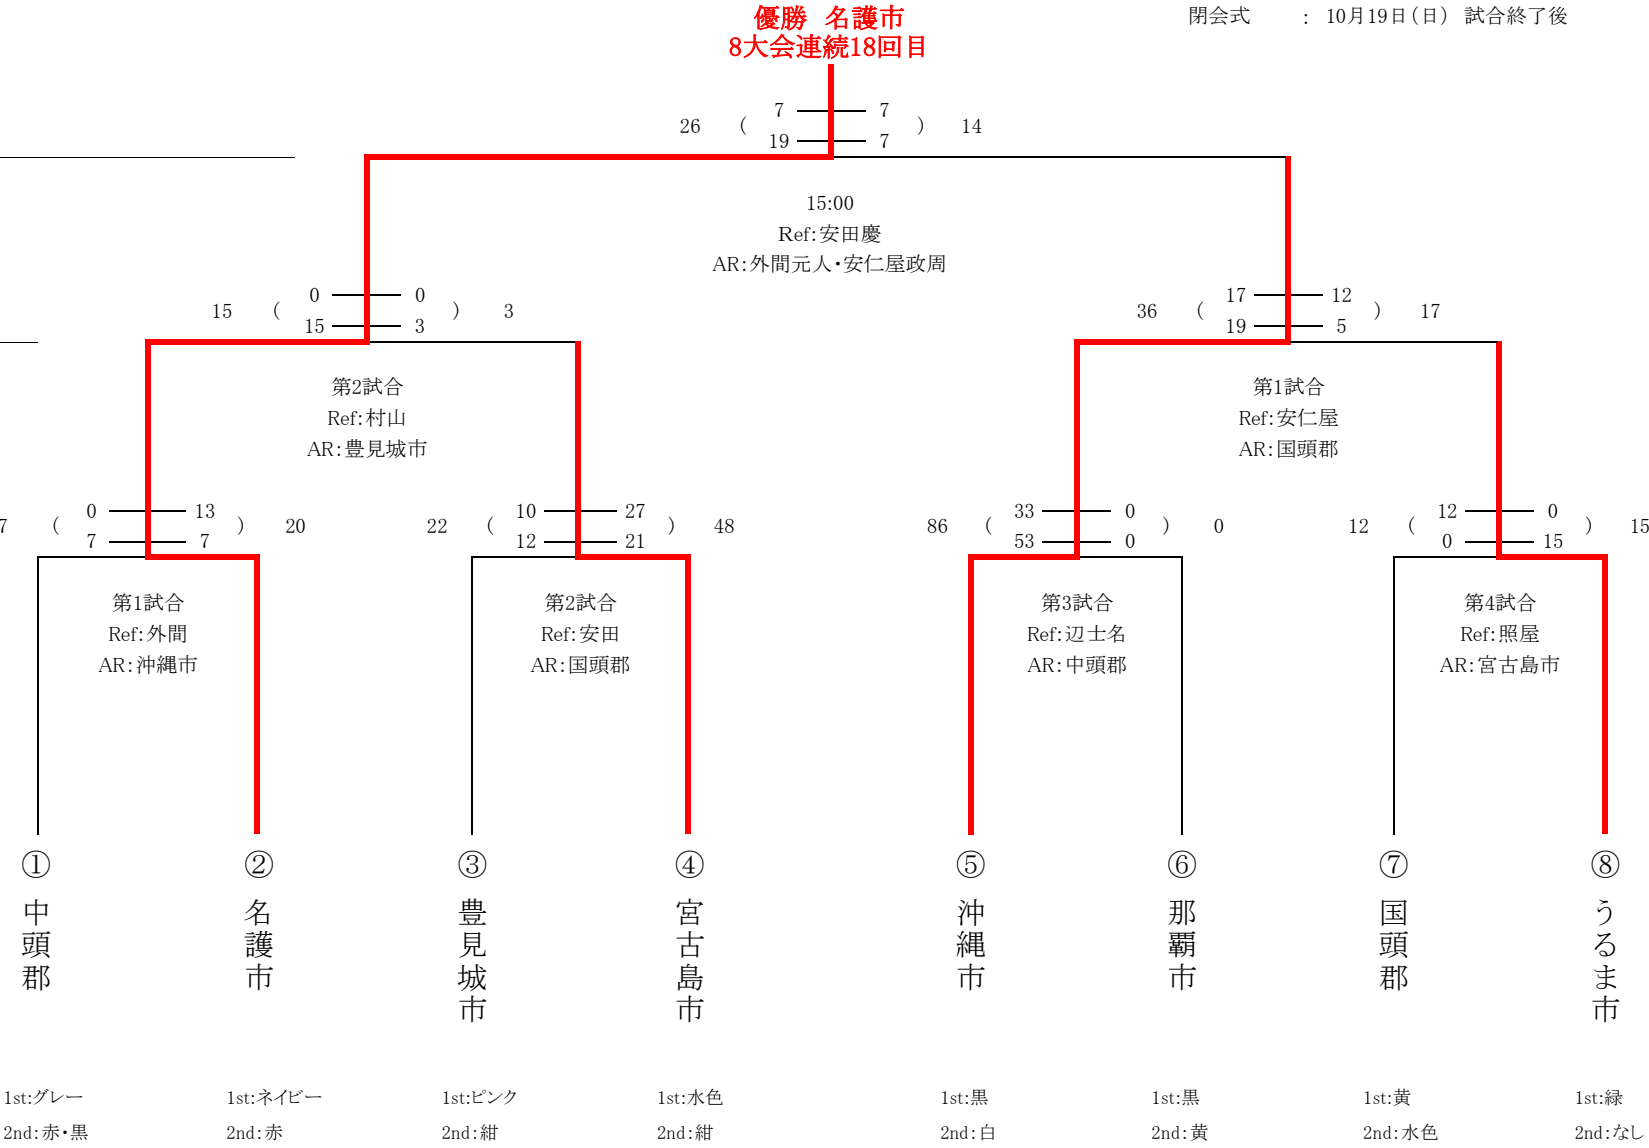 優勝 名護市
8大会連続18回目
閉会式 : 10月19日(日) 試合終了後
7 7
26 ( ) 14
19 7
15:00
Ref:安田慶
AR:外間元人・安仁屋政周
0 0
15 ( ) 3
15 3
17 12
36 ( ) 17
19 5
第2試合
Ref:村山
AR:豊見城市
第1試合
Ref:安仁屋
AR:国頭郡
0 13
7 ( ) 20
7 7
10 27
22 ( ) 48
12 21
33 0
86 ( ) 0
53 0
12 0
12 ( ) 15
0 15
第1試合
Ref:外間
AR:沖縄市
第2試合
Ref:安田
AR:国頭郡
第3試合
Ref:辺士名
AR:中頭郡
第4試合
Ref:照屋
AR:宮古島市
① ② ③ ④ ⑤ ⑥ ⑦ ⑧
中頭郡
名護市
豊見城市
宮古島市
沖縄市
那覇市
国頭郡
うるま市
1st:グレー 1st:ネイビー 1st:ピンク 1st:水色 1st:黒 1st:黒 1st:黄 1st:緑
2nd:赤・黒 2nd:赤 2nd:紺 2nd:紺 2nd:白 2nd:黄 2nd:水色 2nd:なし